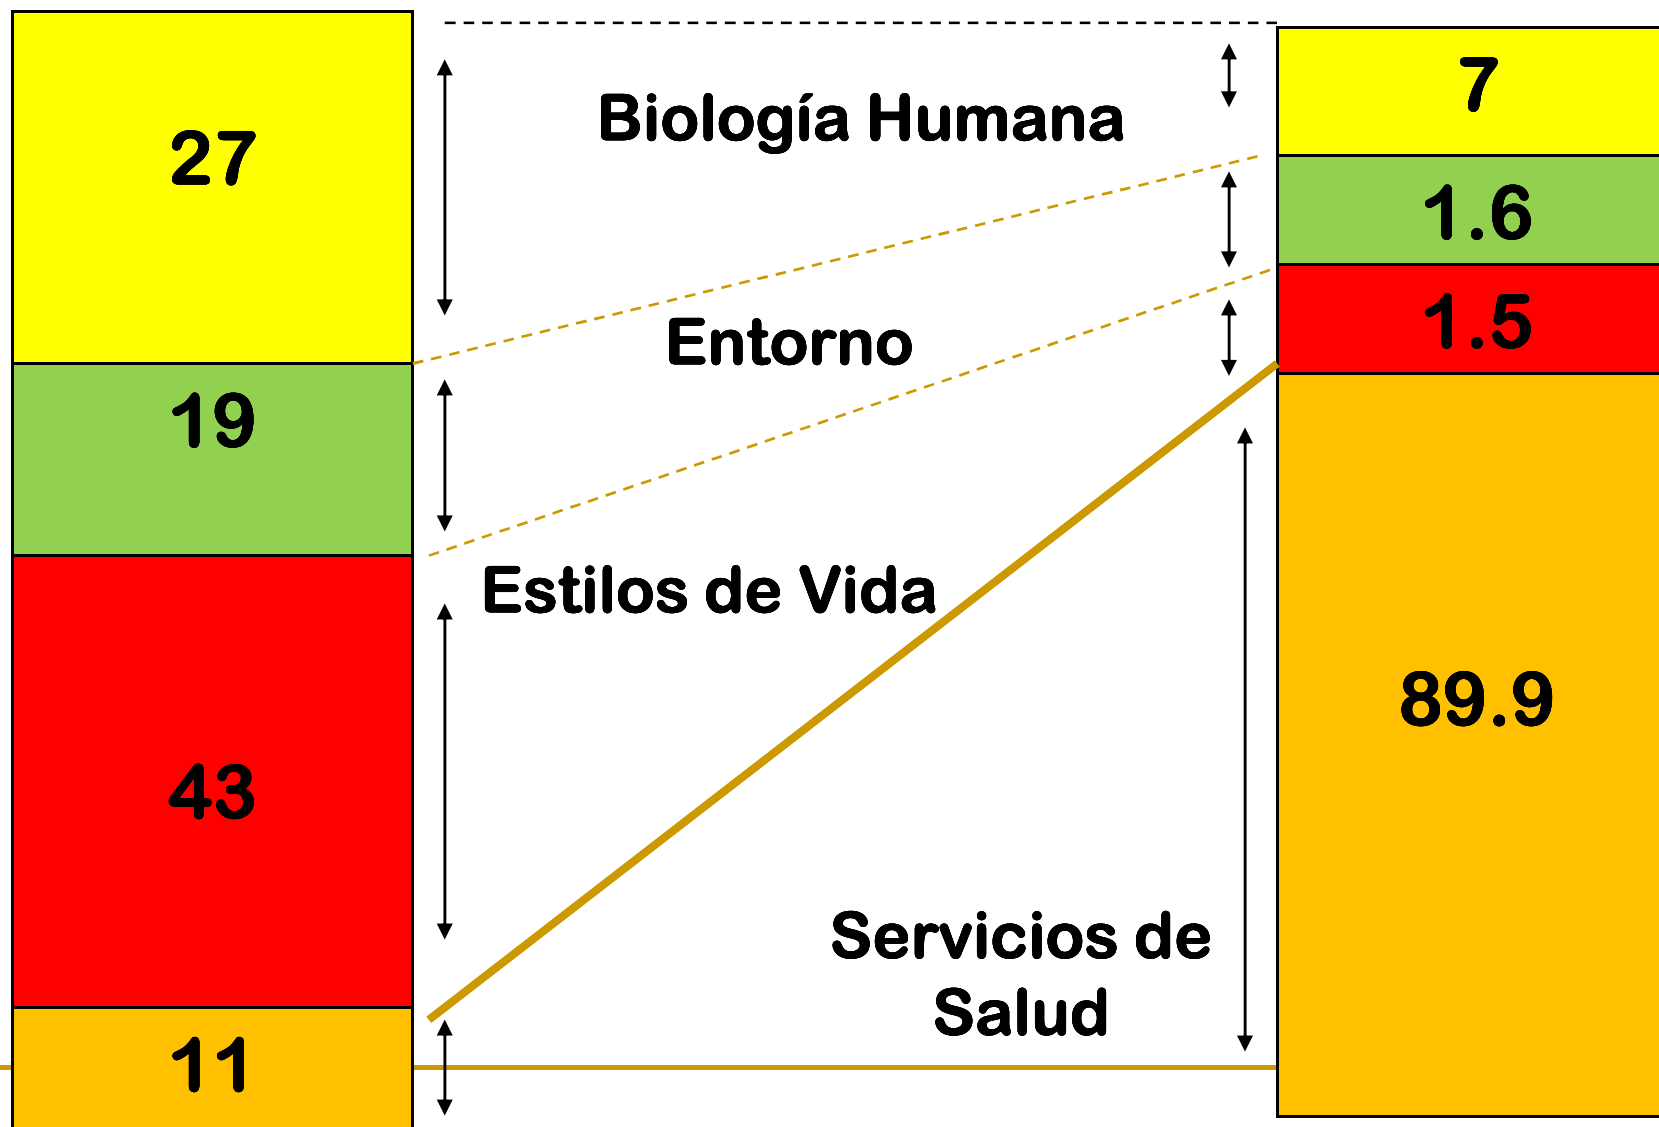 27
Biología Humana
7
1.6
Entorno
1.5
19
Estilos de Vida
89.9
43
Servicios de
Salud
11